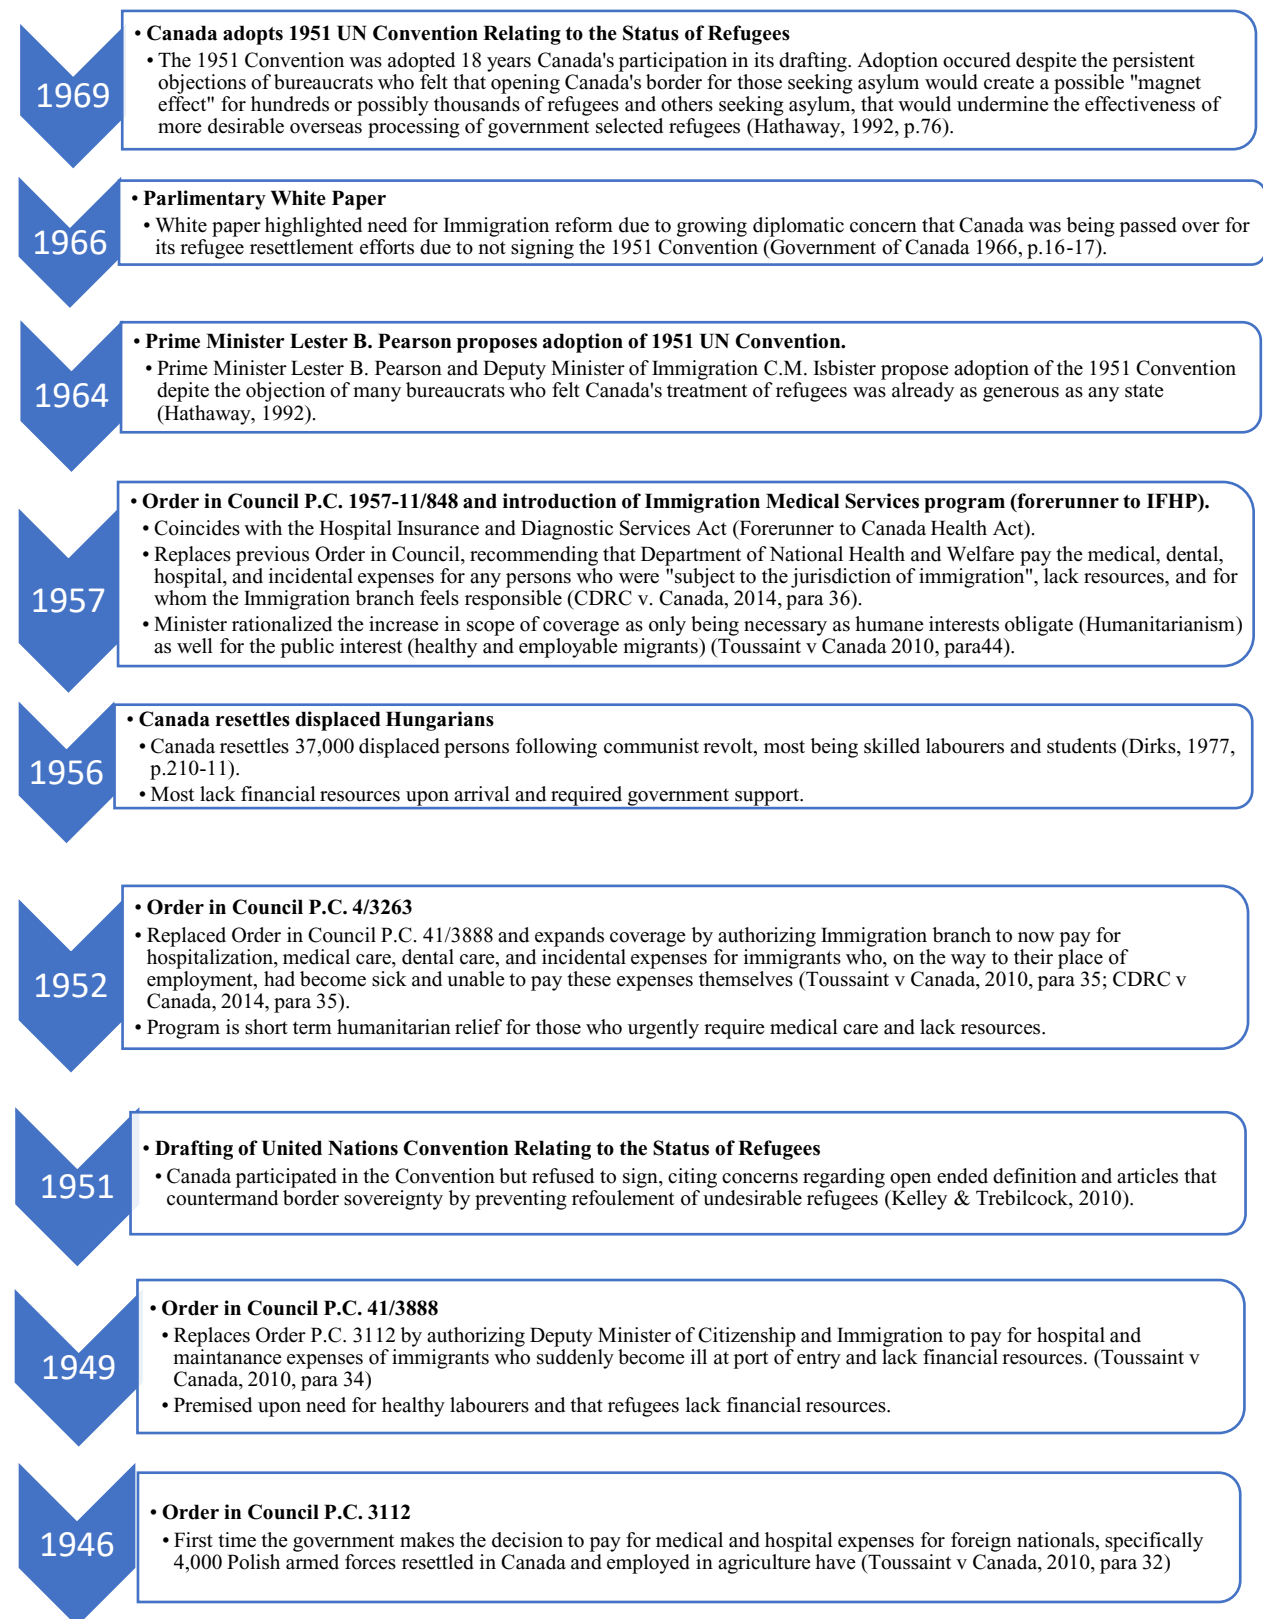 1969
• Canada adopts 1951 UN Convention Relating to the Status of Refugees
• The 1951 Convention was adopted 18 years Canada's participation in its drafting. Adoption occured despite the persistent
objections of bureaucrats who felt that opening Canada's border for those seeking asylum would create a possible "magnet
effect" for hundreds or possibly thousands of refugees and others seeking asylum, that would undermine the effectiveness of
more desirable overseas processing of government selected refugees (Hathaway, 1992, p.76).
1966
• Parlimentary White Paper
• White paper highlighted need for Immigration reform due to growing diplomatic concern that Canada was being passed over for
its refugee resettlement efforts due to not signing the 1951 Convention (Government of Canada 1966, p.16-17).
1964
• Prime Minister Lester B. Pearson proposes adoption of 1951 UN Convention.
• Prime Minister Lester B. Pearson and Deputy Minister of Immigration C.M. Isbister propose adoption of the 1951 Convention
depite the objection of many bureaucrats who felt Canada's treatment of refugees was already as generous as any state
(Hathaway, 1992).
1957
• Order in Council P.C. 1957-11/848 and introduction of Immigration Medical Services program (forerunner to IFHP).
• Coincides with the Hospital Insurance and Diagnostic Services Act (Forerunner to Canada Health Act).
• Replaces previous Order in Council, recommending that Department of National Health and Welfare pay the medical, dental,
hospital, and incidental expenses for any persons who were "subject to the jurisdiction of immigration", lack resources, and for
whom the Immigration branch feels responsible (CDRC v. Canada, 2014, para 36).
• Minister rationalized the increase in scope of coverage as only being necessary as humane interests obligate (Humanitarianism)
as well for the public interest (healthy and employable migrants) (Toussaint v Canada 2010, para44).
1956
• Canada resettles displaced Hungarians
• Canada resettles 37,000 displaced persons following communist revolt, most being skilled labourers and students (Dirks, 1977,
p.210-11).
• Most lack financial resources upon arrival and required government support.
1952
• Order in Council P.C. 4/3263
• Replaced Order in Council P.C. 41/3888 and expands coverage by authorizing Immigration branch to now pay for
hospitalization, medical care, dental care, and incidental expenses for immigrants who, on the way to their place of
employment, had become sick and unable to pay these expenses themselves (Toussaint v Canada, 2010, para 35; CDRC v
Canada, 2014, para 35).
• Program is short term humanitarian relief for those who urgently require medical care and lack resources.
1951
• Drafting of United Nations Convention Relating to the Status of Refugees
• Canada participated in the Convention but refused to sign, citing concerns regarding open ended definition and articles that
countermand border sovereignty by preventing refoulement of undesirable refugees (Kelley & Trebilcock, 2010).
1949
• Order in Council P.C. 41/3888
• Replaces Order P.C. 3112 by authorizing Deputy Minister of Citizenship and Immigration to pay for hospital and
maintanance expenses of immigrants who suddenly become ill at port of entry and lack financial resources. (Toussaint v
Canada, 2010, para 34)
• Premised upon need for healthy labourers and that refugees lack financial resources.
1946
• Order in Council P.C. 3112
• First time the government makes the decision to pay for medical and hospital expenses for foreign nationals, specifically
4,000 Polish armed forces resettled in Canada and employed in agriculture have (Toussaint v Canada, 2010, para 32)